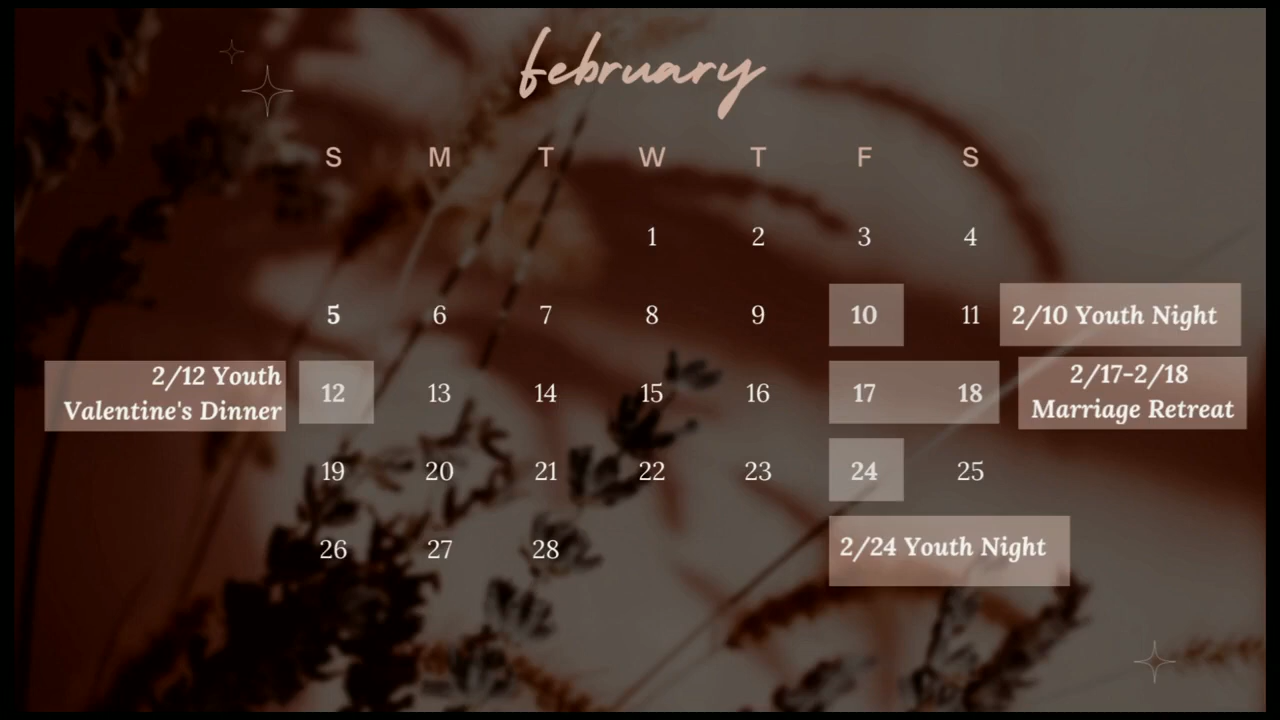 february
S M T W T F S
1 2 3 4
5 6 7 8 9 10 11 2/10 Youth Night
2/12 Youth
Valentine's Dinner
12 13 14 15 16 17 18
2/17-2/18
Marriage Retreat
19 20 21 22 23 24 25
26 27 28
2/24 Youth Night